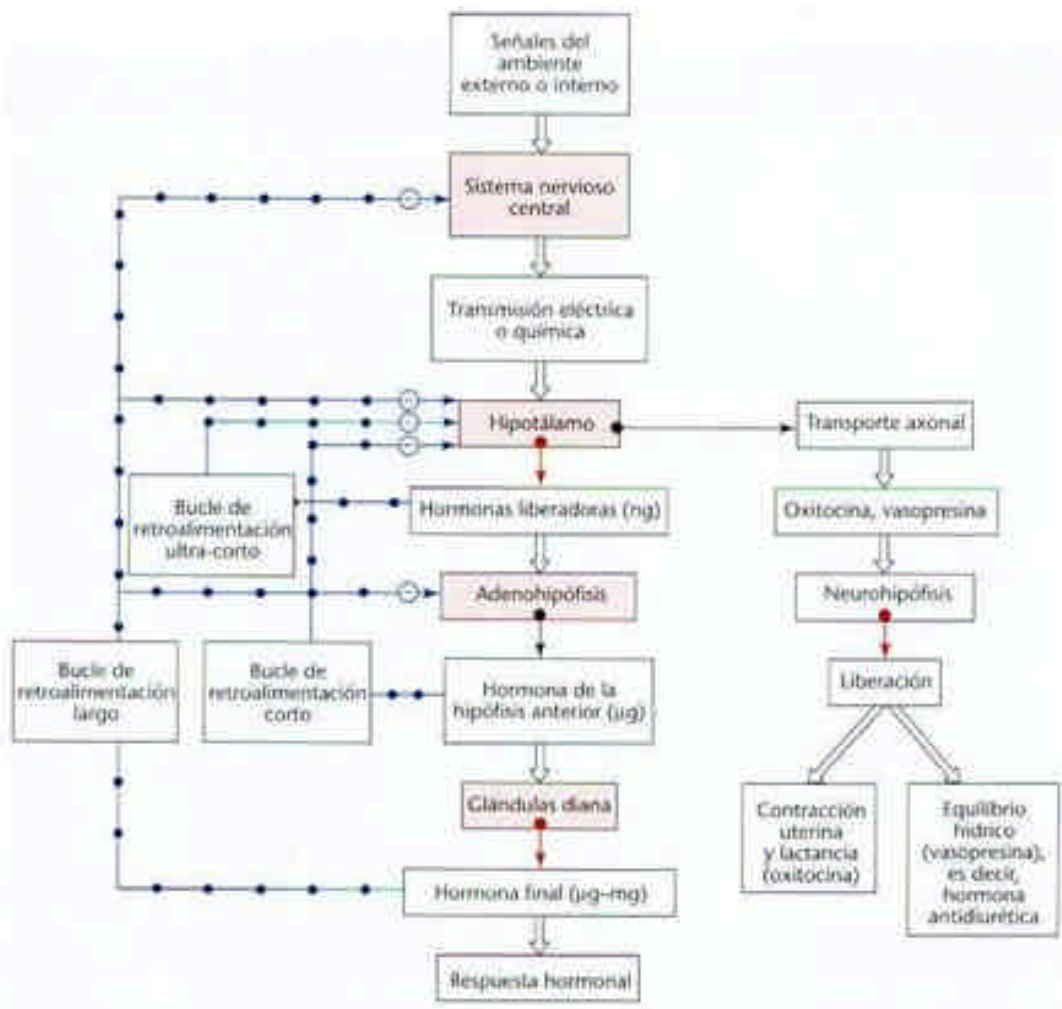 Señales del
ambiente
externo o interno
Sistema nervioso
central
Transmisión eléctrica
o química
Hipotálamo
Transporte axonal
Bucle de
retroalimentación
ultra-corto
Hormonas liberadoras (ng)
Oxitocina, vasopresina
Adenohipófisis
Neurohipófisis
Bucle de
retroalimentación
largo
Bucle de
retroalimentación
corto
Hormona de la
hipófisis anterior (µg)
Liberación
Glándulas diana
Contracción
uterina
y lactancia
(oxitocina)
Equilibrio
hídrico
(vasopresina),
es decir,
hormona
antidiurética
Hormona final (µg–mg)
Respuesta hormonal